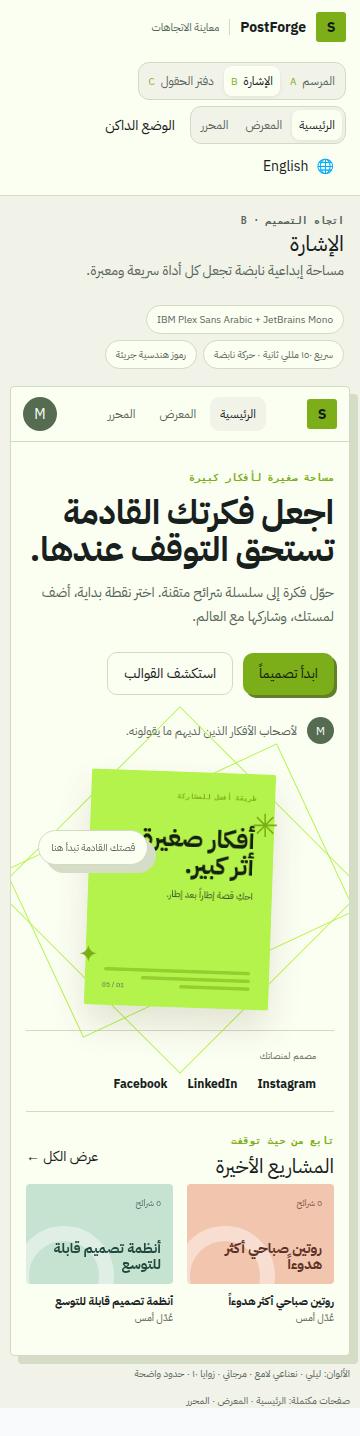 S PostForge معاينة الاتجاهات
المرسم A الإشارة B دفتر الحقول C
الرئيسية المعرض المحرر الوضع الداكن
🌐 English
اتجاه التصميم · B
الإشارة
مساحة إبداعية نابضة تجعل كل أداة سريعة ومعبرة.
IBM Plex Sans Arabic + JetBrains Mono
سريع ١٥٠ مللي ثانية · حركة نابضة رموز هندسية جريئة
S الرئيسية المعرض المحرر M
مساحة صغيرة لأفكار كبيرة
اجعل فكرتك القادمة
تستحق التوقف عندها.
حوّل فكرة إلى سلسلة شرائح متقنة. اختر نقطة بداية، أضف
لمستك، وشاركها مع العالم.
ابدأ تصميماً استكشف القوالب
M لأصحاب الأفكار الذين لديهم ما يقولونه.
طريقة أفضل للمشاركة
أفكار صغيرة
أثر كبير.
قصتك القادمة تبدأ هنا
احكِ قصة إطاراً بعد إطار.
01 / 05
مصمم لمنصاتك
Instagram LinkedIn Facebook
تابع من حيث توقفت
المشاريع الأخيرة
عرض الكل ←
٥ شرائح
روتين صباحي أكثر
هدوءاً
٥ شرائح
أنظمة تصميم قابلة
للتوسع
روتين صباحي أكثر هدوءاً
عُدّل أمس
أنظمة تصميم قابلة للتوسع
عُدّل أمس
الألوان: ليلي · نعناعي لامع · مرجاني · زوايا ١٠ · حدود واضحة
صفحات مكتملة: الرئيسية · المعرض · المحرر